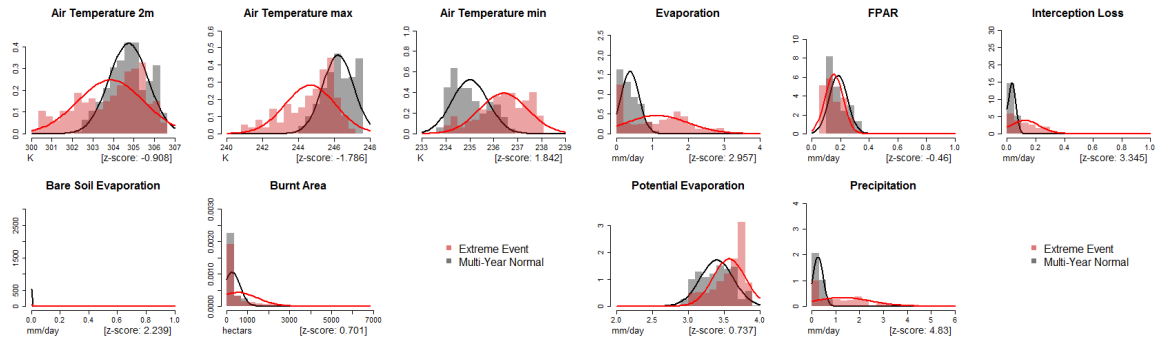 Air Temperature 2m
0.0 0.1 0.2 0.3 0.4
300 301 302 303 304 305 306 307
K [z-score: -0.908]
Air Temperature max
0.0 0.2 0.4 0.6
240 242 244 246 248
K [z-score: -1.786]
Air Temperature min
0.0 0.2 0.4 0.6 0.8 1.0
233 234 235 236 237 238 239
K [z-score: 1.842]
Evaporation
0.0 0.5 1.0 1.5 2.0 2.5
0 1 2 3 4
mm/day [z-score: 2.957]
FPAR
0 2 4 6 8 10
0.0 0.2 0.4 0.6 0.8 1.0
mm/day [z-score: -0.46]
Interception Loss
0 5 10 15 20 25 30
0.0 0.2 0.4 0.6 0.8 1.0
mm/day [z-score: 3.345]
Bare Soil Evaporation
0 500 1500 2500
0.0 0.2 0.4 0.6 0.8 1.0
mm/day [z-score: 2.239]
Burnt Area
0.0000 0.0010 0.0020 0.0030
0 1000 3000 5000 7000
hectars [z-score: 0.701]
Extreme Event
Multi-Year Normal
Potential Evaporation
0 1 2 3
2.0 2.5 3.0 3.5 4.0
mm/day [z-score: 0.737]
Precipitation
0 1 2 3 4
0 1 2 3 4 5 6
mm/day [z-score: 4.83]
Extreme Event
Multi-Year Normal